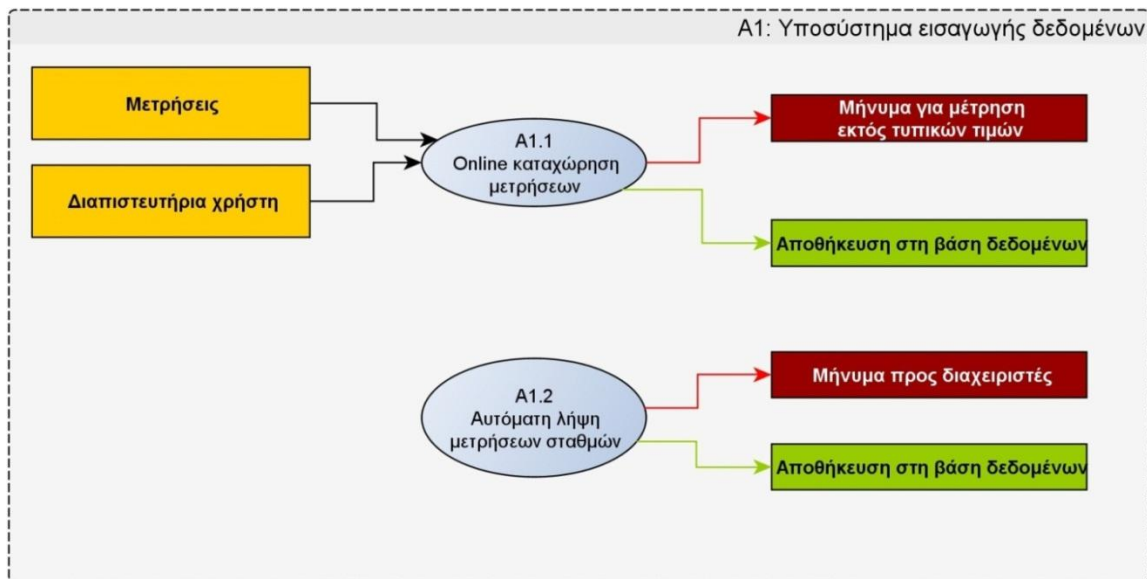 A1: Υποσύστημα εισαγωγής δεδομένων
Μετρήσεις
Διαπιστευτήρια χρήστη
A1.1
Online καταχώρηση
μετρήσεων
Μήνυμα για μέτρηση
εκτός τυπικών τιμών
Αποθήκευση στη βάση δεδομένων
A1.2
Αυτόματη λήψη
μετρήσεων σταθμών
Μήνυμα προς διαχειριστές
Αποθήκευση στη βάση δεδομένων